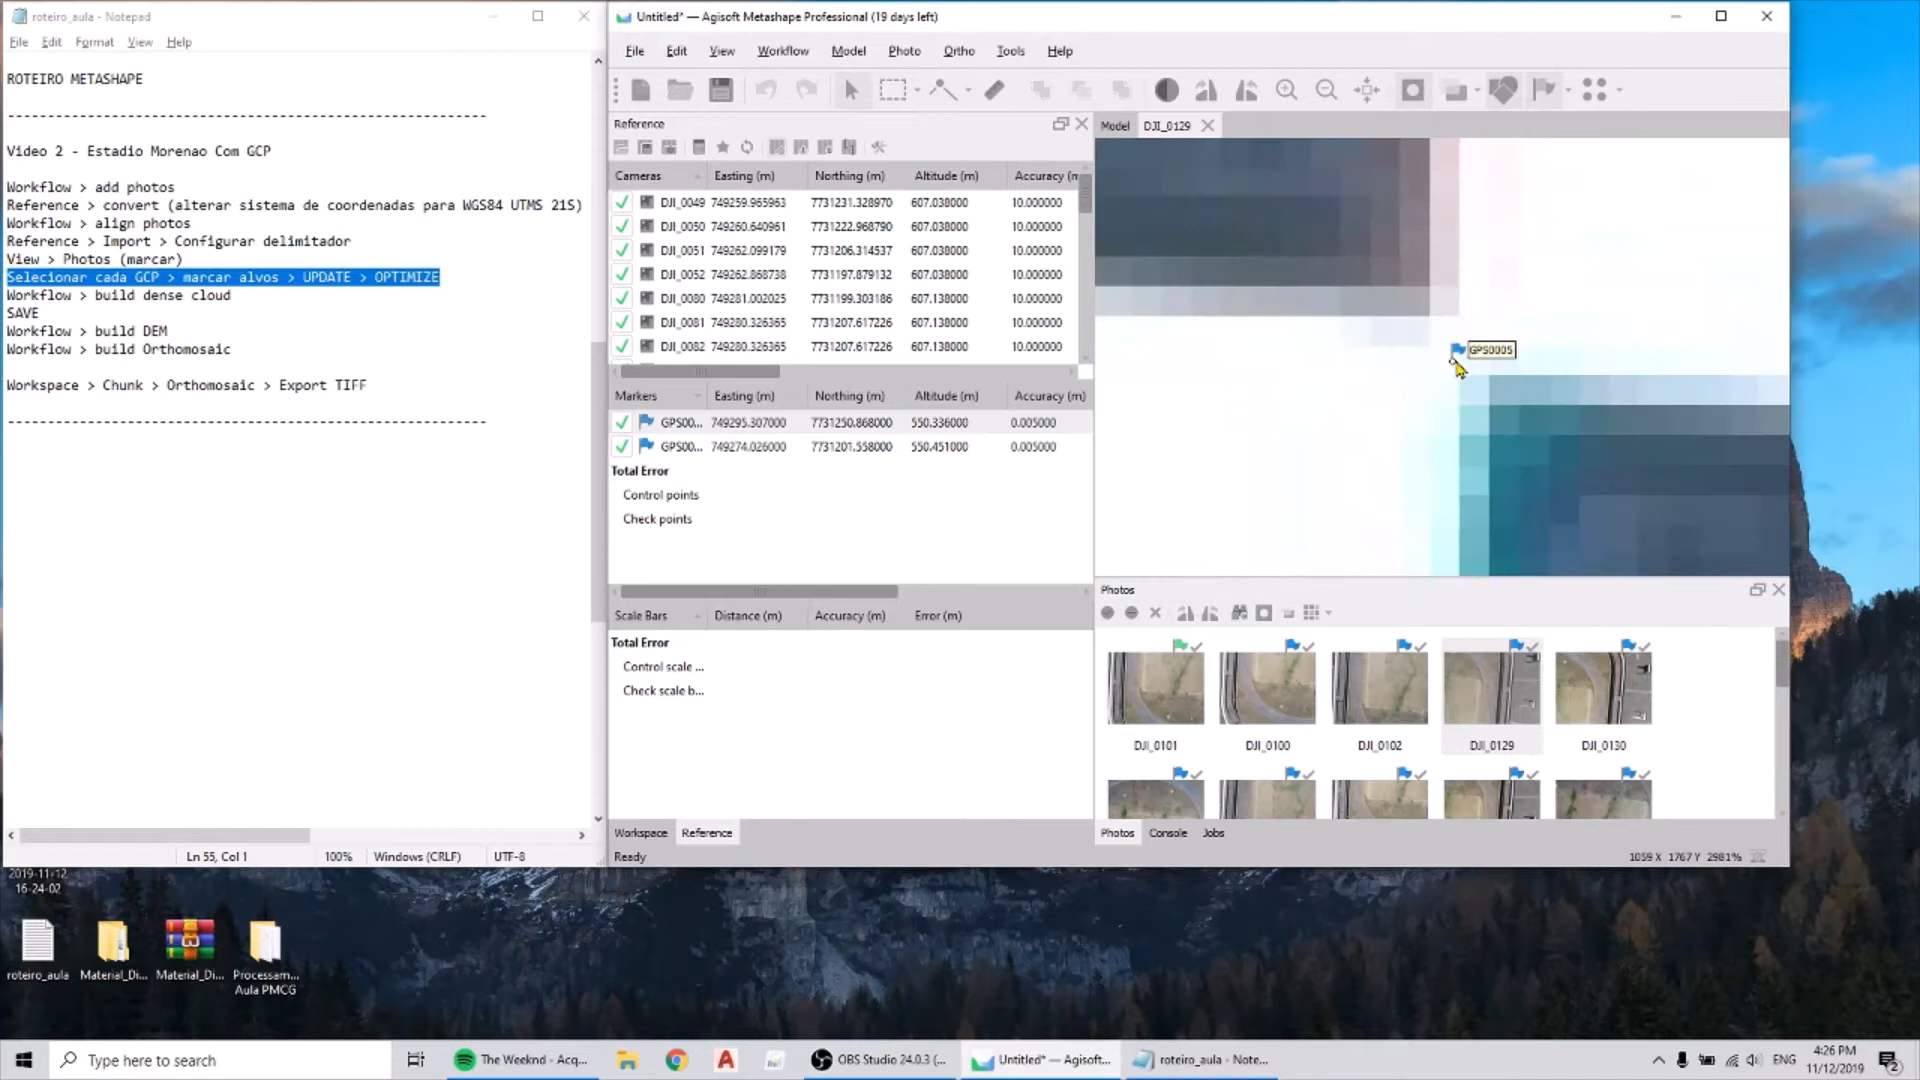 roteiro_aula - Notepad
File Edit Format View Help
ROTEIRO METASHAPE
------------------------------------------------------------------
Video 2 - Estadio Morenao Com GCP
Workflow > add photos
Reference > convert (alterar sistema de coordenadas para WGS84 UTMS 21S)
Workflow > align photos
Reference > Import > Configurar delimitador
View > Photos (marcar)
Selecionar cada GCP > marcar alvos > UPDATE > OPTIMIZE
Workflow > build dense cloud
SAVE
Workflow > build DEM
Workflow > build Orthomosaic
Workspace > Chunk > Orthomosaic > Export TIFF
------------------------------------------------------------------
Ln 55, Col 1 100% Windows (CRLF) UTF-8
Untitled* — Agisoft Metashape Professional (19 days left)
File Edit View Workflow Model Photo Ortho Tools Help
Reference
Cameras Easting (m) Northing (m) Altitude (m) Accuracy (m
DJI_0049 749259.965963 7731231.328970 607.038000 10.000000
DJI_0050 749260.640961 7731222.968790 607.038000 10.000000
DJI_0051 749262.099179 7731206.314537 607.038000 10.000000
DJI_0052 749262.868738 7731197.879132 607.038000 10.000000
DJI_0080 749281.002025 7731199.303186 607.138000 10.000000
DJI_0081 749280.326365 7731207.617226 607.138000 10.000000
DJI_0082 749280.326365 7731207.617226 607.138000 10.000000
Markers Easting (m) Northing (m) Altitude (m) Accuracy (m)
GPS00... 749295.307000 7731250.868000 550.336000 0.005000
GPS00... 749274.026000 7731201.558000 550.451000 0.005000
Total Error
Control points
Check points
Scale Bars Distance (m) Accuracy (m) Error (m)
Total Error
Control scale ...
Check scale b...
Workspace Reference
Ready
Model DJI_0129
GPS0005
Photos
DJI_0101 DJI_0100 DJI_0102 DJI_0129 DJI_0130
Photos Console Jobs
1059 X 1767 Y 2981%
2019-11-12
16-24-02
roteiro_aula Material_Di... Material_Di... Processam...
Aula PMCG
Type here to search
The Weeknd - Acq...
OBS Studio 24.0.3 (...
Untitled* — Agisoft...
roteiro_aula - Note...
ENG
4:26 PM
11/12/2019
2